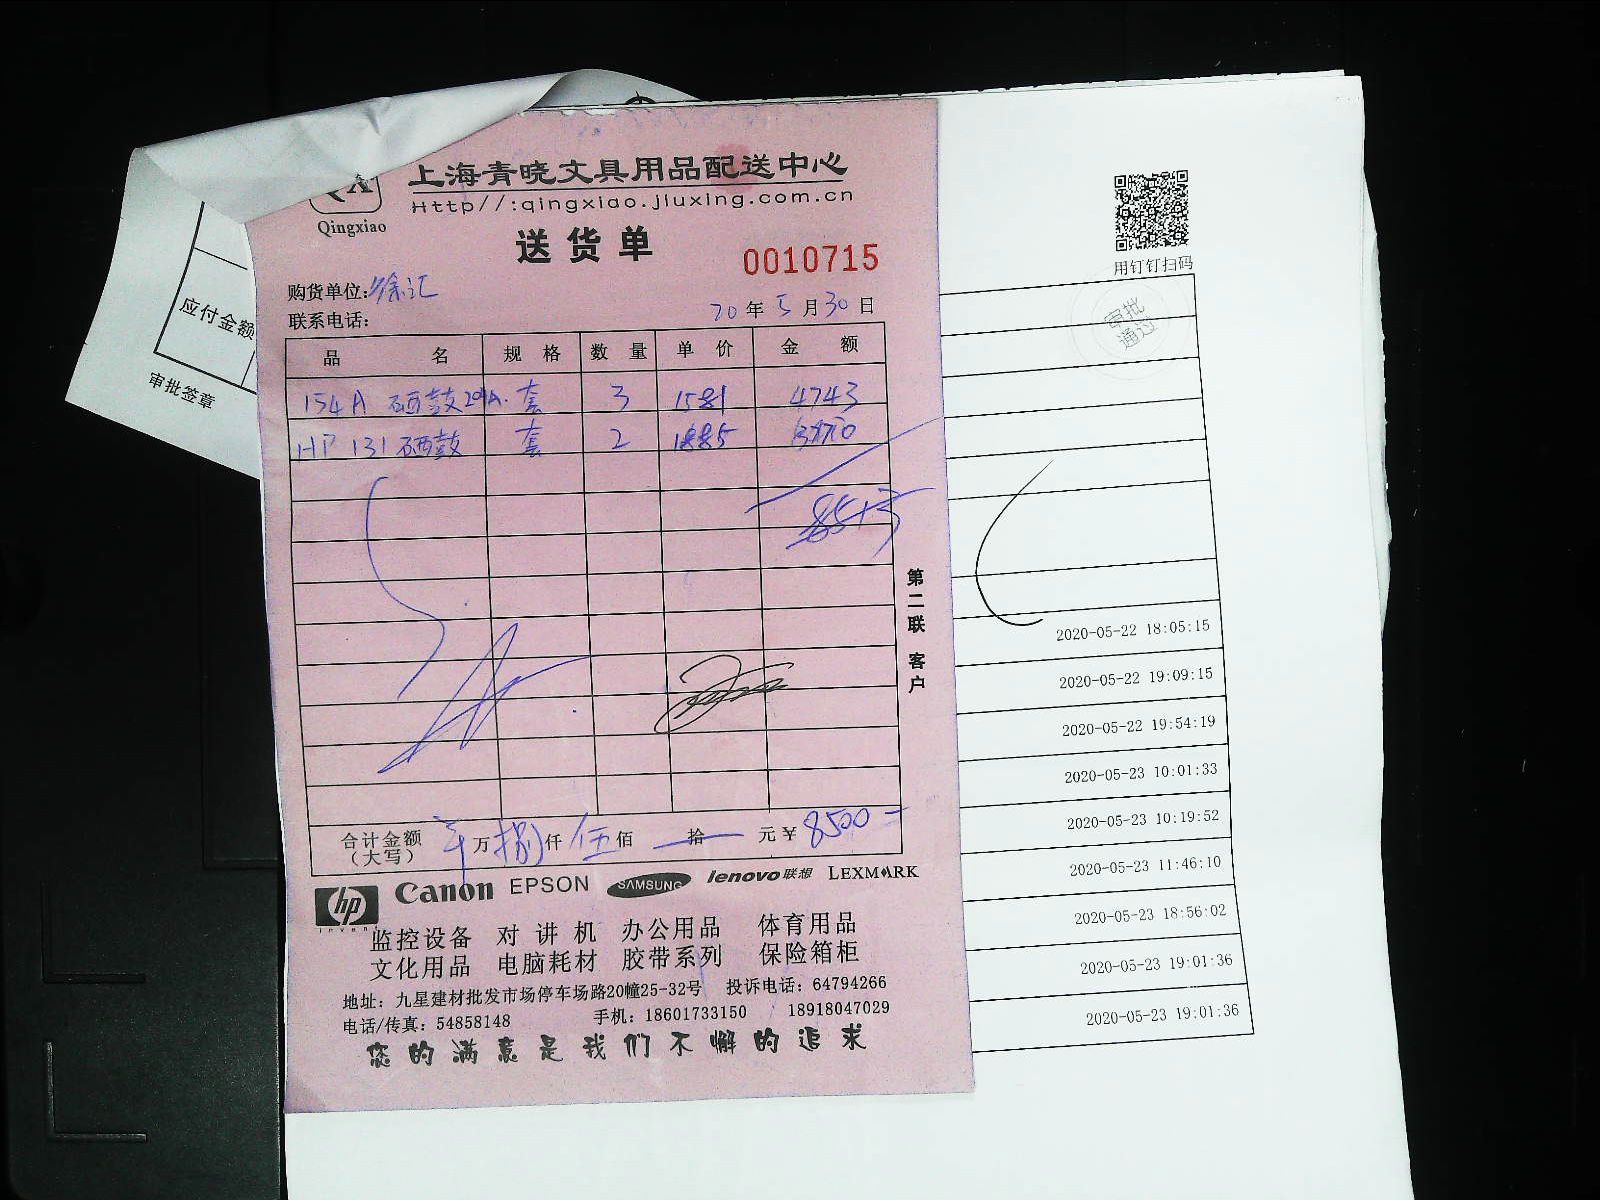 上海青晓文具用品配送中心
Http//:qingxiao.jiuxing.com.cn
Qingxiao
送货单
0010715
购货单位:徐汇
联系电话:
20年5月30日
品名 规格 数量 单价 金额
154A 硒鼓 204A. 套 3 1581 4743
HP 131硒鼓 套 2 1885 3770
8513
第二联 客户
合计金额(大写) 万捌仟伍佰 拾 元¥8500-
hp
invent
Canon EPSON SAMSUNG lenovo联想 LEXMARK
监控设备 对讲机 办公用品 体育用品
文化用品 电脑耗材 胶带系列 保险箱柜
地址:九星建材批发市场停车场路20幢25-32号 投诉电话:64794266
电话/传真:54858148 手机:18601733150 18918047029
您的满意是我们不懈的追求
应付金额
审批签章
用钉钉扫码
审批
通过
2020-05-22 18:05:15
2020-05-22 19:09:15
2020-05-22 19:54:19
2020-05-23 10:01:33
2020-05-23 10:19:52
2020-05-23 11:46:10
2020-05-23 18:56:02
2020-05-23 19:01:36
2020-05-23 19:01:36